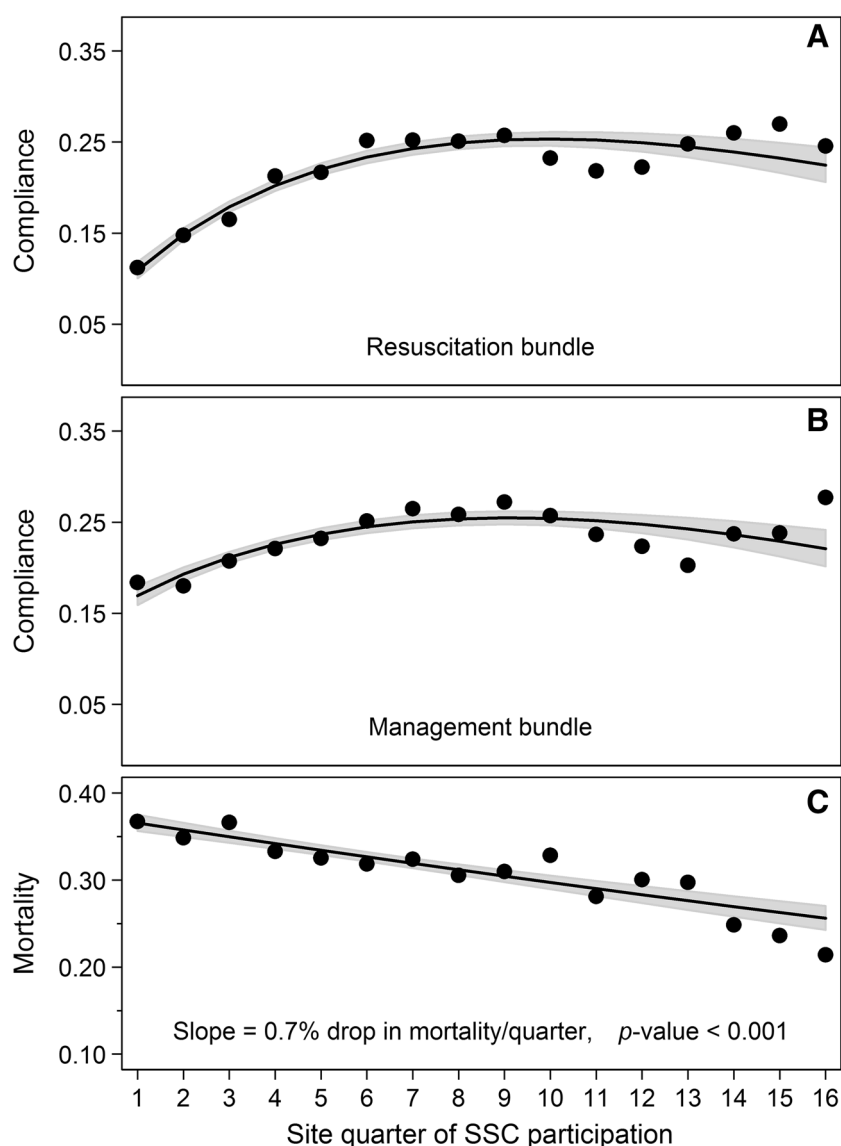 A
0.35
0.25
0.15
0.05
Compliance
Resuscitation bundle
B
0.35
0.25
0.15
0.05
Compliance
Management bundle
C
0.40
0.30
0.20
0.10
Mortality
Slope = 0.7% drop in mortality/quarter, p-value < 0.001
1 2 3 4 5 6 7 8 9 10 11 12 13 14 15 16
Site quarter of SSC participation